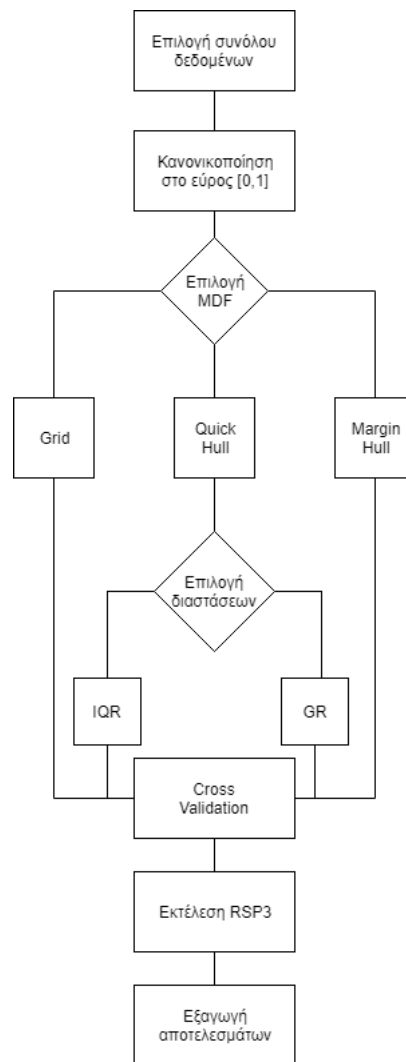 Επιλογή συνόλου
δεδομένων
Κανονικοποίηση
στο εύρος [0,1]
Επιλογή
MDF
Grid
Quick
Hull
Margin
Hull
Επιλογή
διαστάσεων
IQR
GR
Cross
Validation
Εκτέλεση RSP3
Εξαγωγή
αποτελεσμάτων